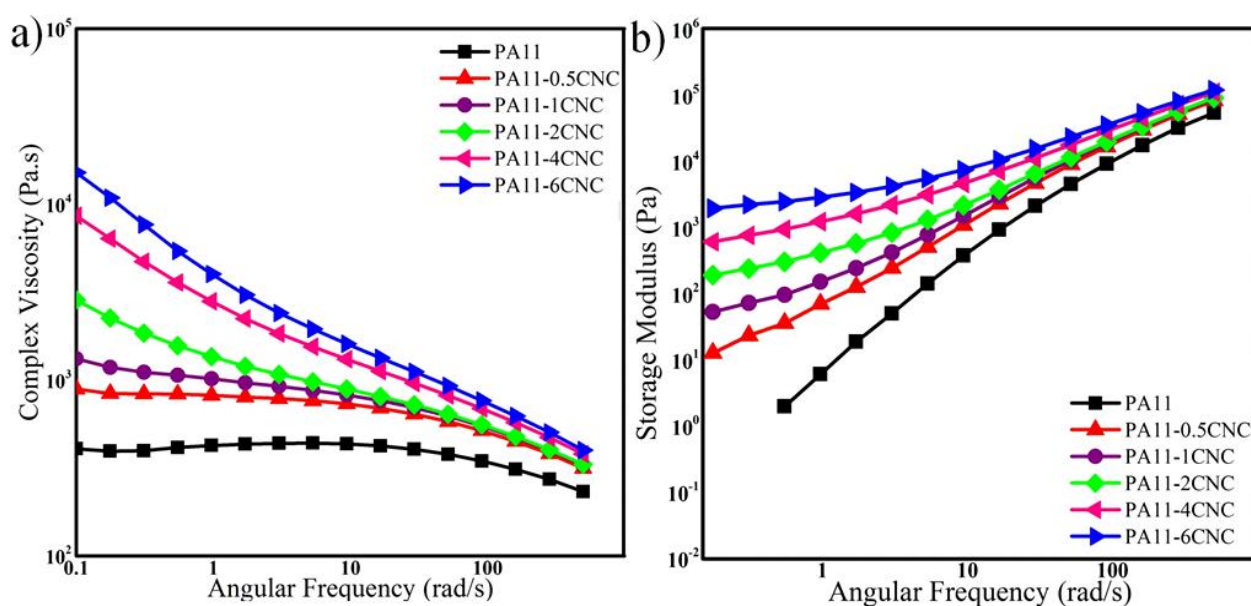 a)
Complex Viscosity (Pa.s)
10^5
10^4
10^3
10^2
PA11
PA11-0.5CNC
PA11-1CNC
PA11-2CNC
PA11-4CNC
PA11-6CNC
0.1
1
10
100
Angular Frequency (rad/s)
b)
Storage Modulus (Pa)
10^6
10^5
10^4
10^3
10^2
10^1
10^0
10^-1
10^-2
PA11
PA11-0.5CNC
PA11-1CNC
PA11-2CNC
PA11-4CNC
PA11-6CNC
1
10
100
Angular Frequency (rad/s)